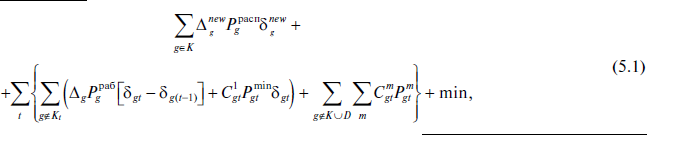 ∑_{g∈K} Δ_g^{new} P_g^{расп} δ_g^{new} +
+ ∑_t { ∑_{g∉K_t} ( Δ_g P_g^{раб} [ δ_{gt} − δ_{g(t−1)} ] + C_{gt}^1 P_{gt}^{min} δ_{gt} ) + ∑_{g∉K∪D} ∑_m C_{gt}^m P_{gt}^m } + min, (5.1)